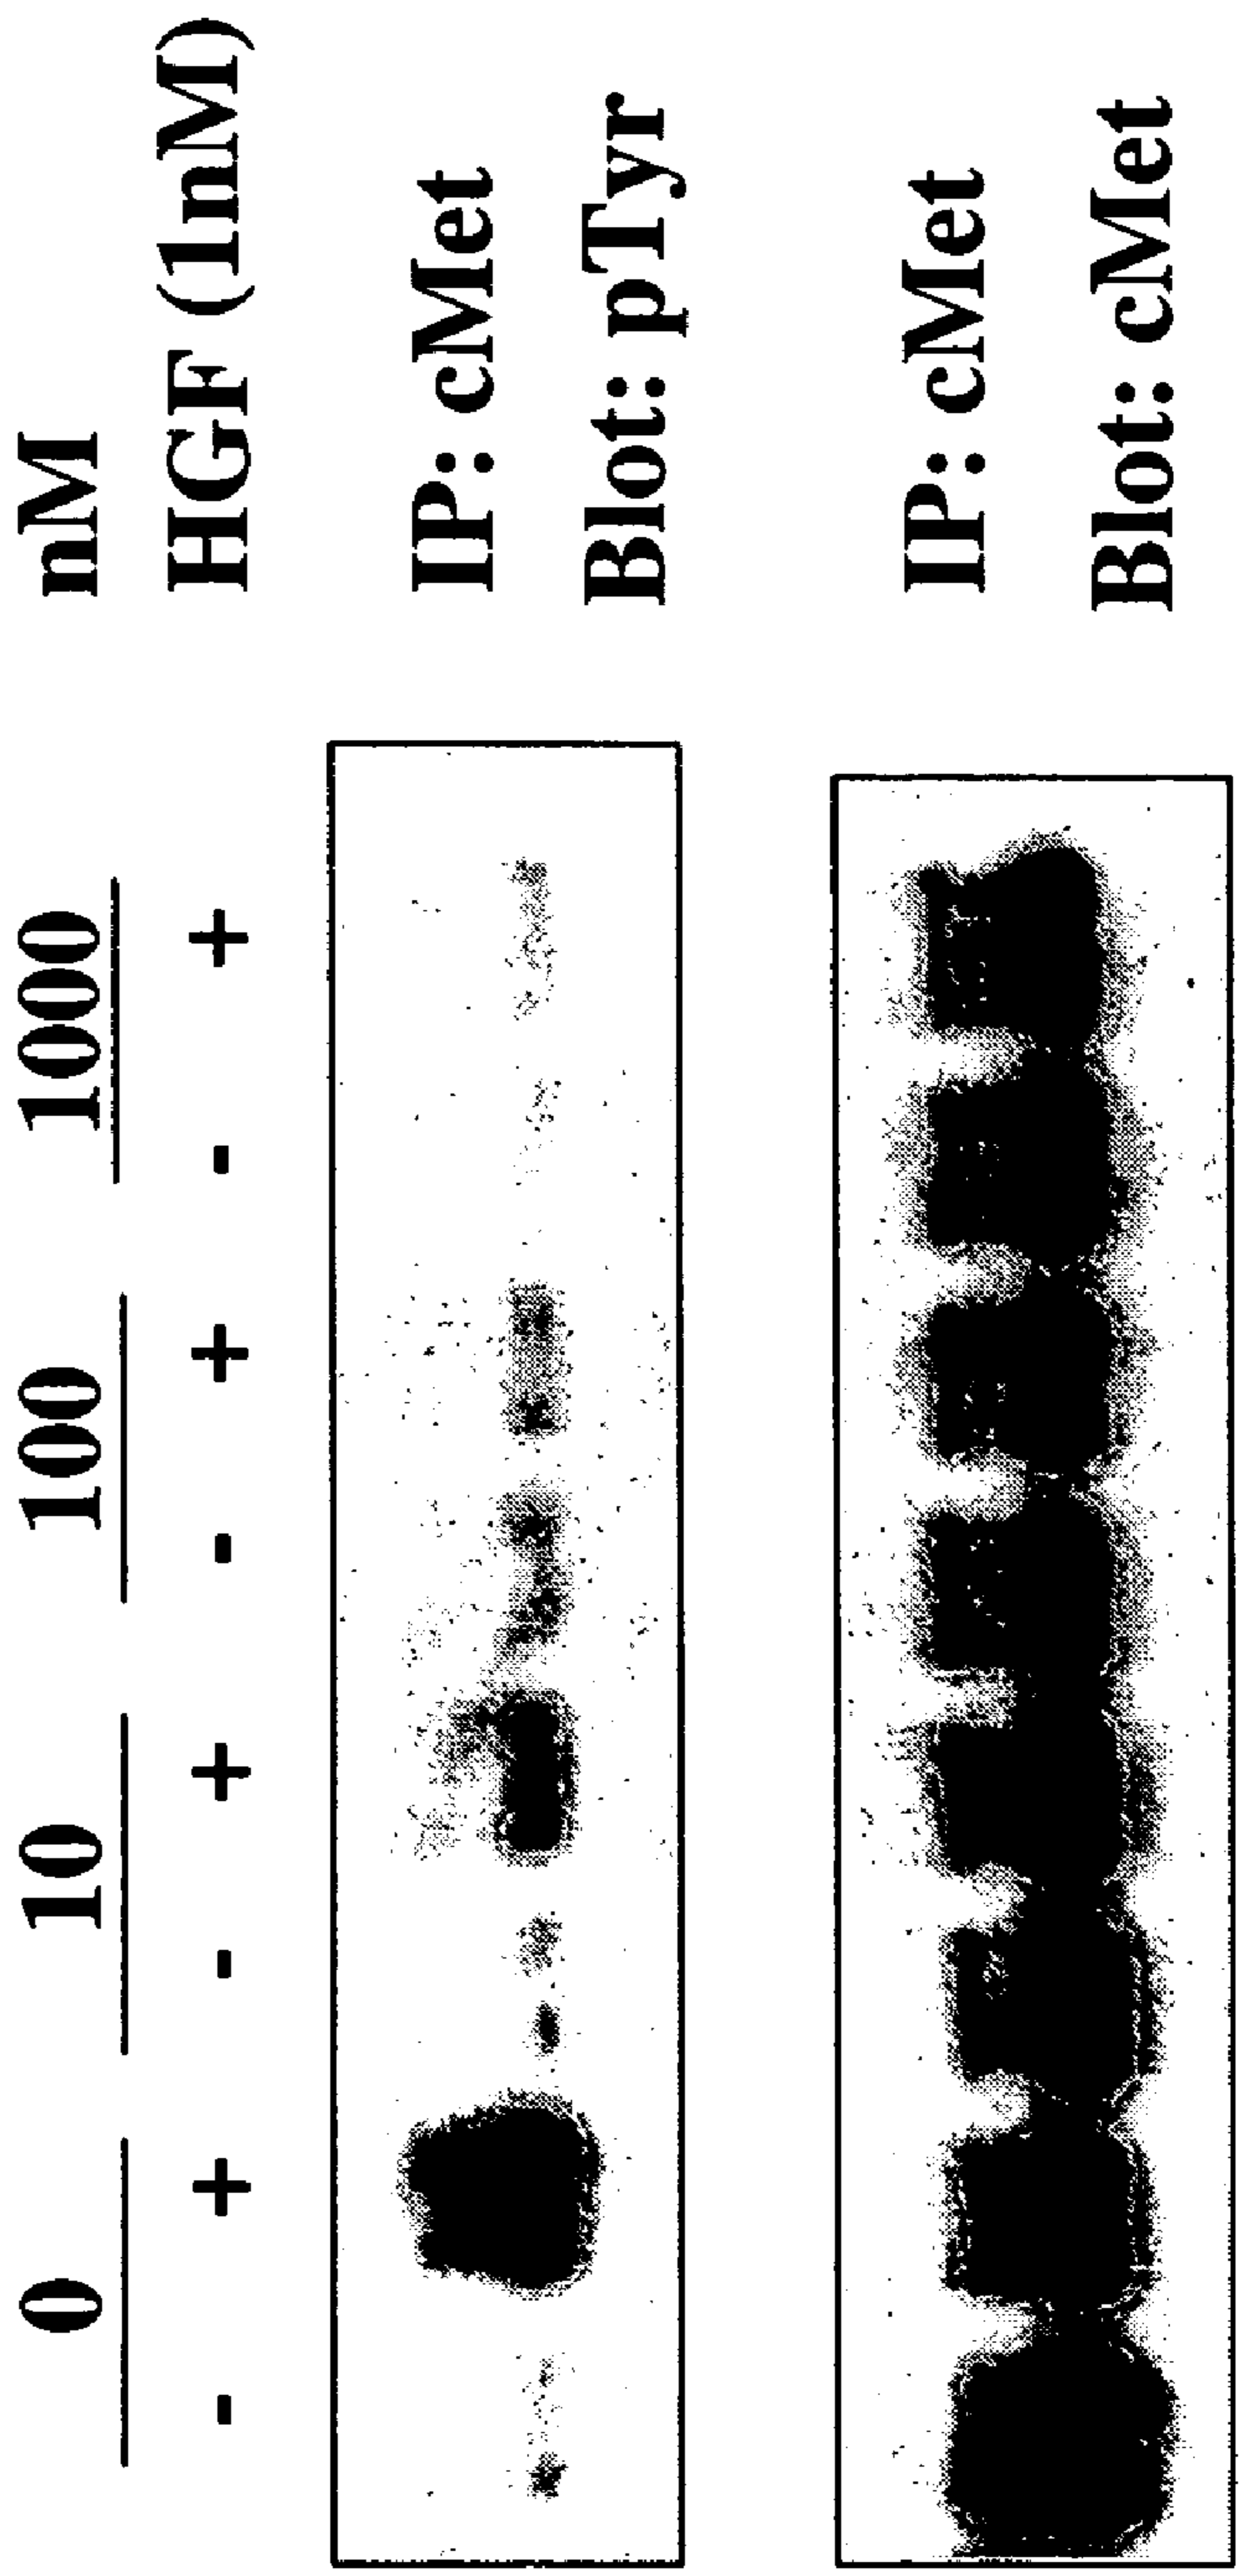 0 10 100 1000 nM
- + - + - + - + HGF (1nM)
IP: cMet
Blot: pTyr
IP: cMet
Blot: cMet